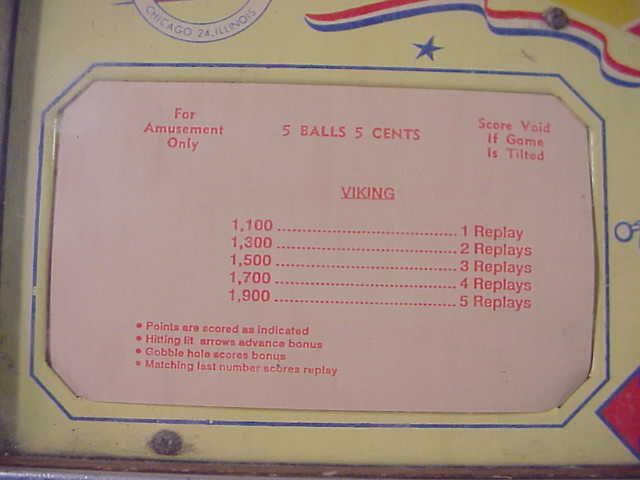 CHICAGO 24, ILLINOIS
For
Amusement
Only
5 BALLS 5 CENTS
Score Void
If Game
Is Tilted
VIKING
1,100 ........................................ 1 Replay
1,300 ........................................ 2 Replays
1,500 ........................................ 3 Replays
1,700 ........................................ 4 Replays
1,900 ........................................ 5 Replays
• Points are scored as indicated
• Hitting lit arrows advance bonus
• Gobble hole scores bonus
• Matching last number scores replay